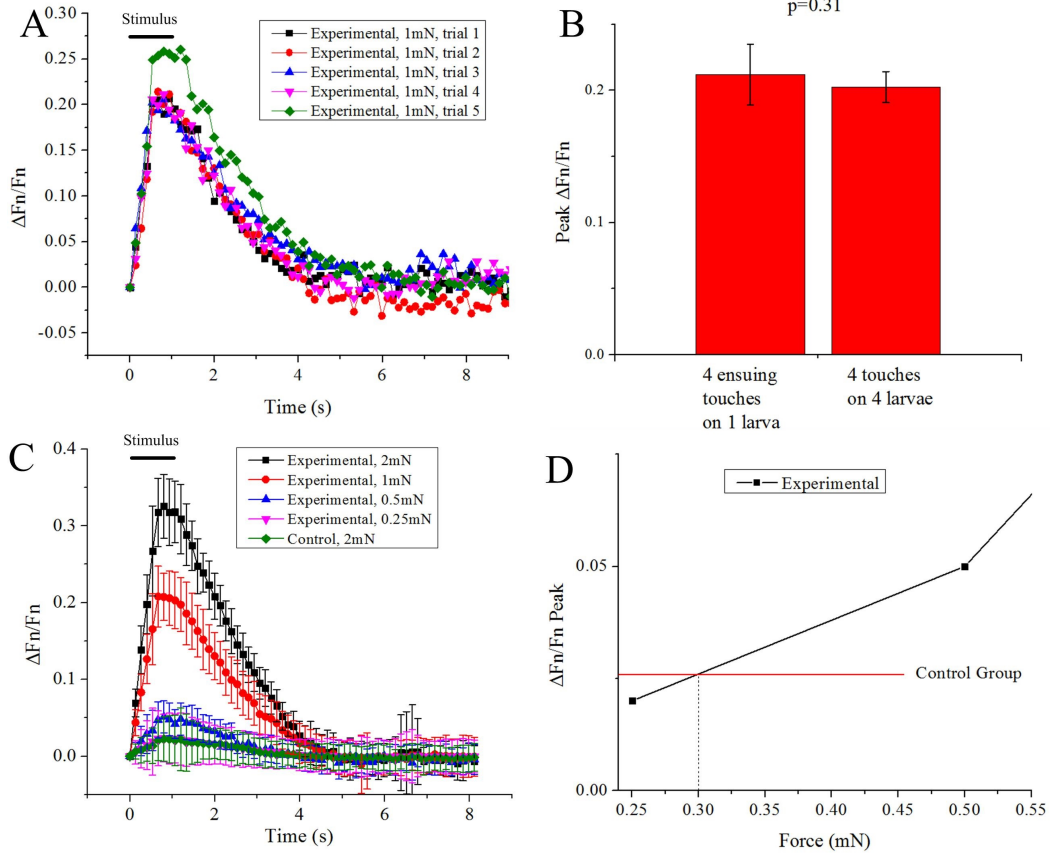 A
Stimulus
Experimental, 1mN, trial 1
Experimental, 1mN, trial 2
Experimental, 1mN, trial 3
Experimental, 1mN, trial 4
Experimental, 1mN, trial 5
0.30
0.25
0.20
0.15
0.10
0.05
0.00
-0.05
ΔFn/Fn
0
2
4
6
8
Time (s)
B
p=0.31
0.2
0.1
0.0
Peak ΔFn/Fn
4 ensuing
touches
on 1 larva
4 touches
on 4 larvae
C
Stimulus
Experimental, 2mN
Experimental, 1mN
Experimental, 0.5mN
Experimental, 0.25mN
Control, 2mN
0.4
0.3
0.2
0.1
0.0
ΔFn/Fn
0
2
4
6
8
Time (s)
D
Experimental
0.05
0.00
ΔFn/Fn Peak
Control Group
0.25
0.30
0.35
0.40
0.45
0.50
0.55
Force (mN)